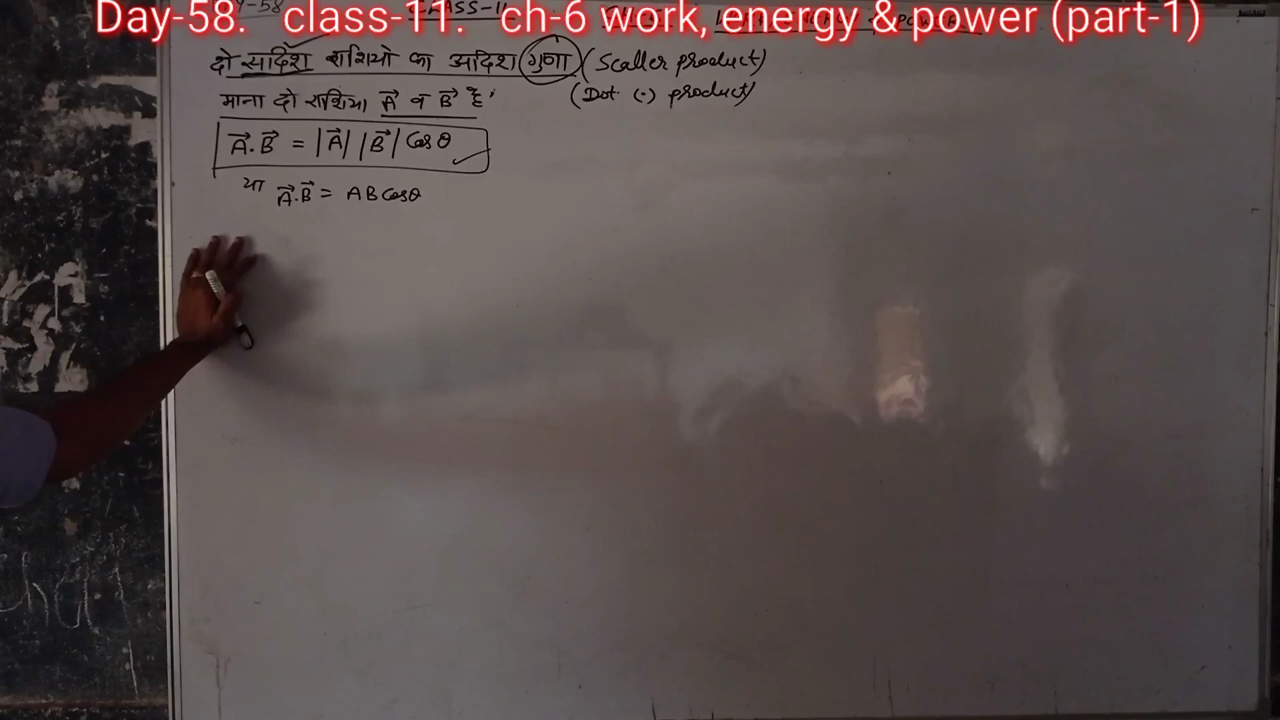 Day-58. class-11. ch-6 work, energy & power (part-1)
दो सदिश राशियो का अदिश गुणा (Scaller product)
(Dot (·) product)
माना दो राशिया A⃗ व B⃗ है।
A⃗.B⃗ = |A⃗| |B⃗| Cosθ
या A⃗.B⃗ = AB Cosθ